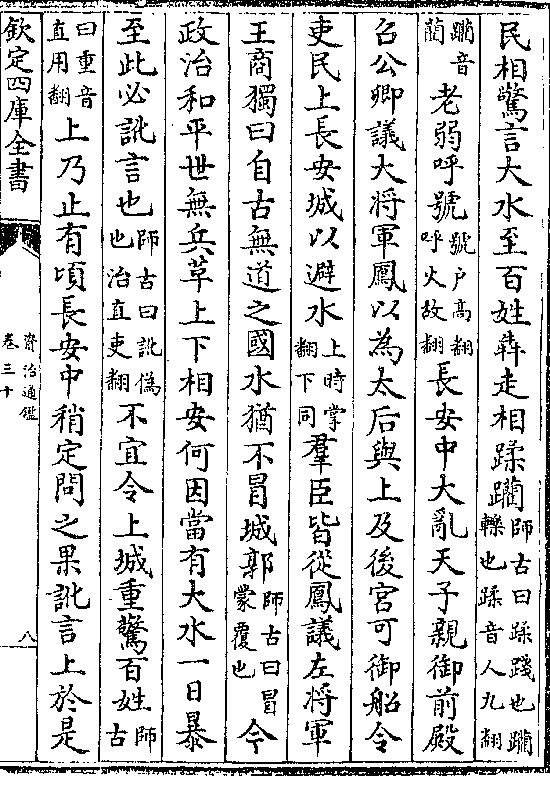 民相驚言大水至百姓犇走相蹂躪師古曰蹂踐也躪轢也蹂音人九翻
躪音藺老弱呼號號户高翻呼火故翻長安中大亂天子親御前殿
召公卿議大将軍鳳以為太后與上及後宮可御船令
吏民上長安城以避水上時掌翻下同羣臣皆從鳳議左將軍
王商獨曰自古無道之國水猶不冒城郭師古曰冒蒙覆也今
政治和平世無兵革上下相安何因當有大水一日暴
至此必訛言也師古曰訛偽也治直吏翻不宜令上城重驚百姓師古
曰重音直用翻上乃止有頃長安中稍定問之果訛言上於是
欽定四庫全書
資治通鑑
卷三十
八